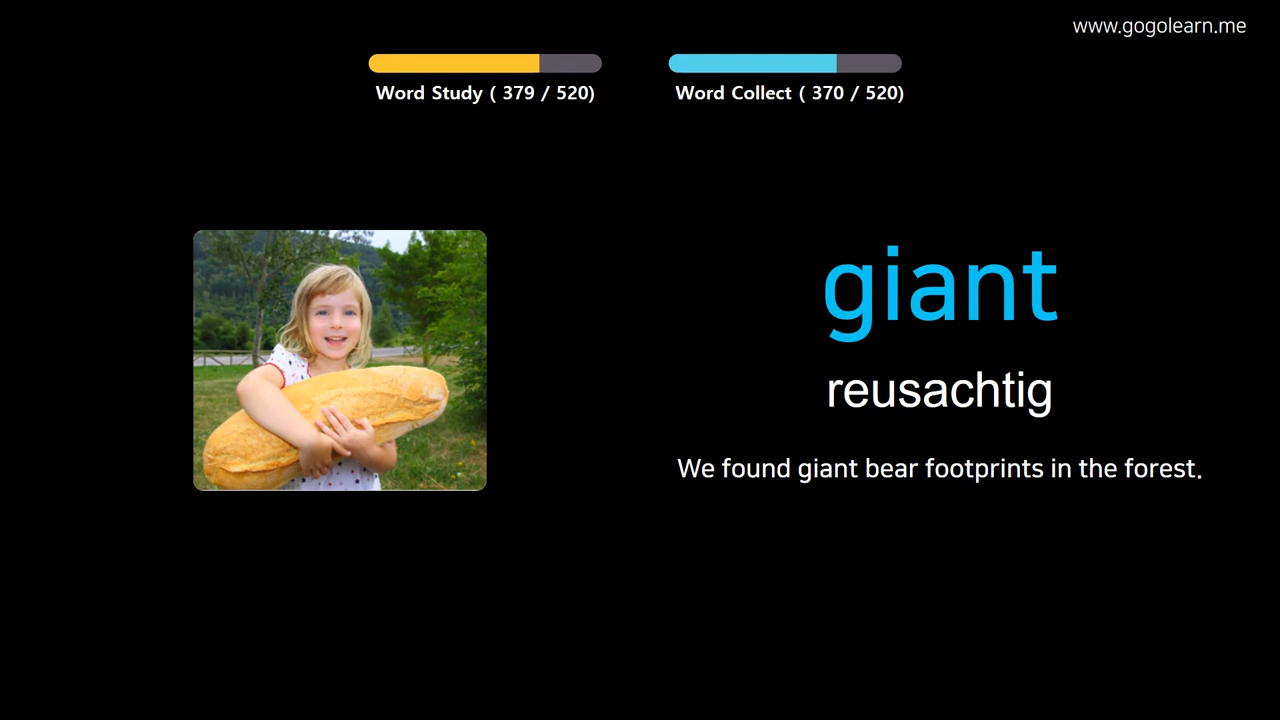 www.gogolearn.me
Word Study ( 379 / 520)
Word Collect ( 370 / 520)
giant
reusachtig
We found giant bear footprints in the forest.